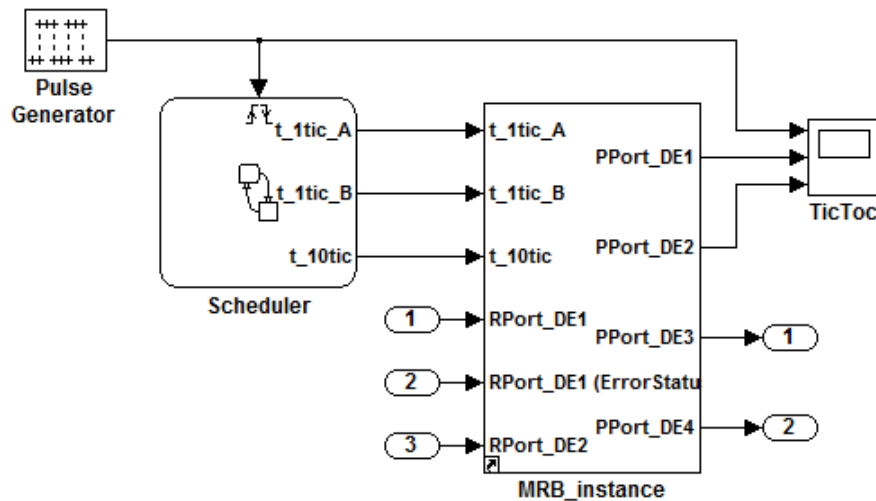 Pulse
Generator
t_1tic_A
t_1tic_B
t_10tic
Scheduler
t_1tic_A
t_1tic_B
t_10tic
RPort_DE1
RPort_DE1 (ErrorStatu
RPort_DE2
PPort_DE1
PPort_DE2
PPort_DE3
PPort_DE4
MRB_instance
TicToc
1
2
3
1
2